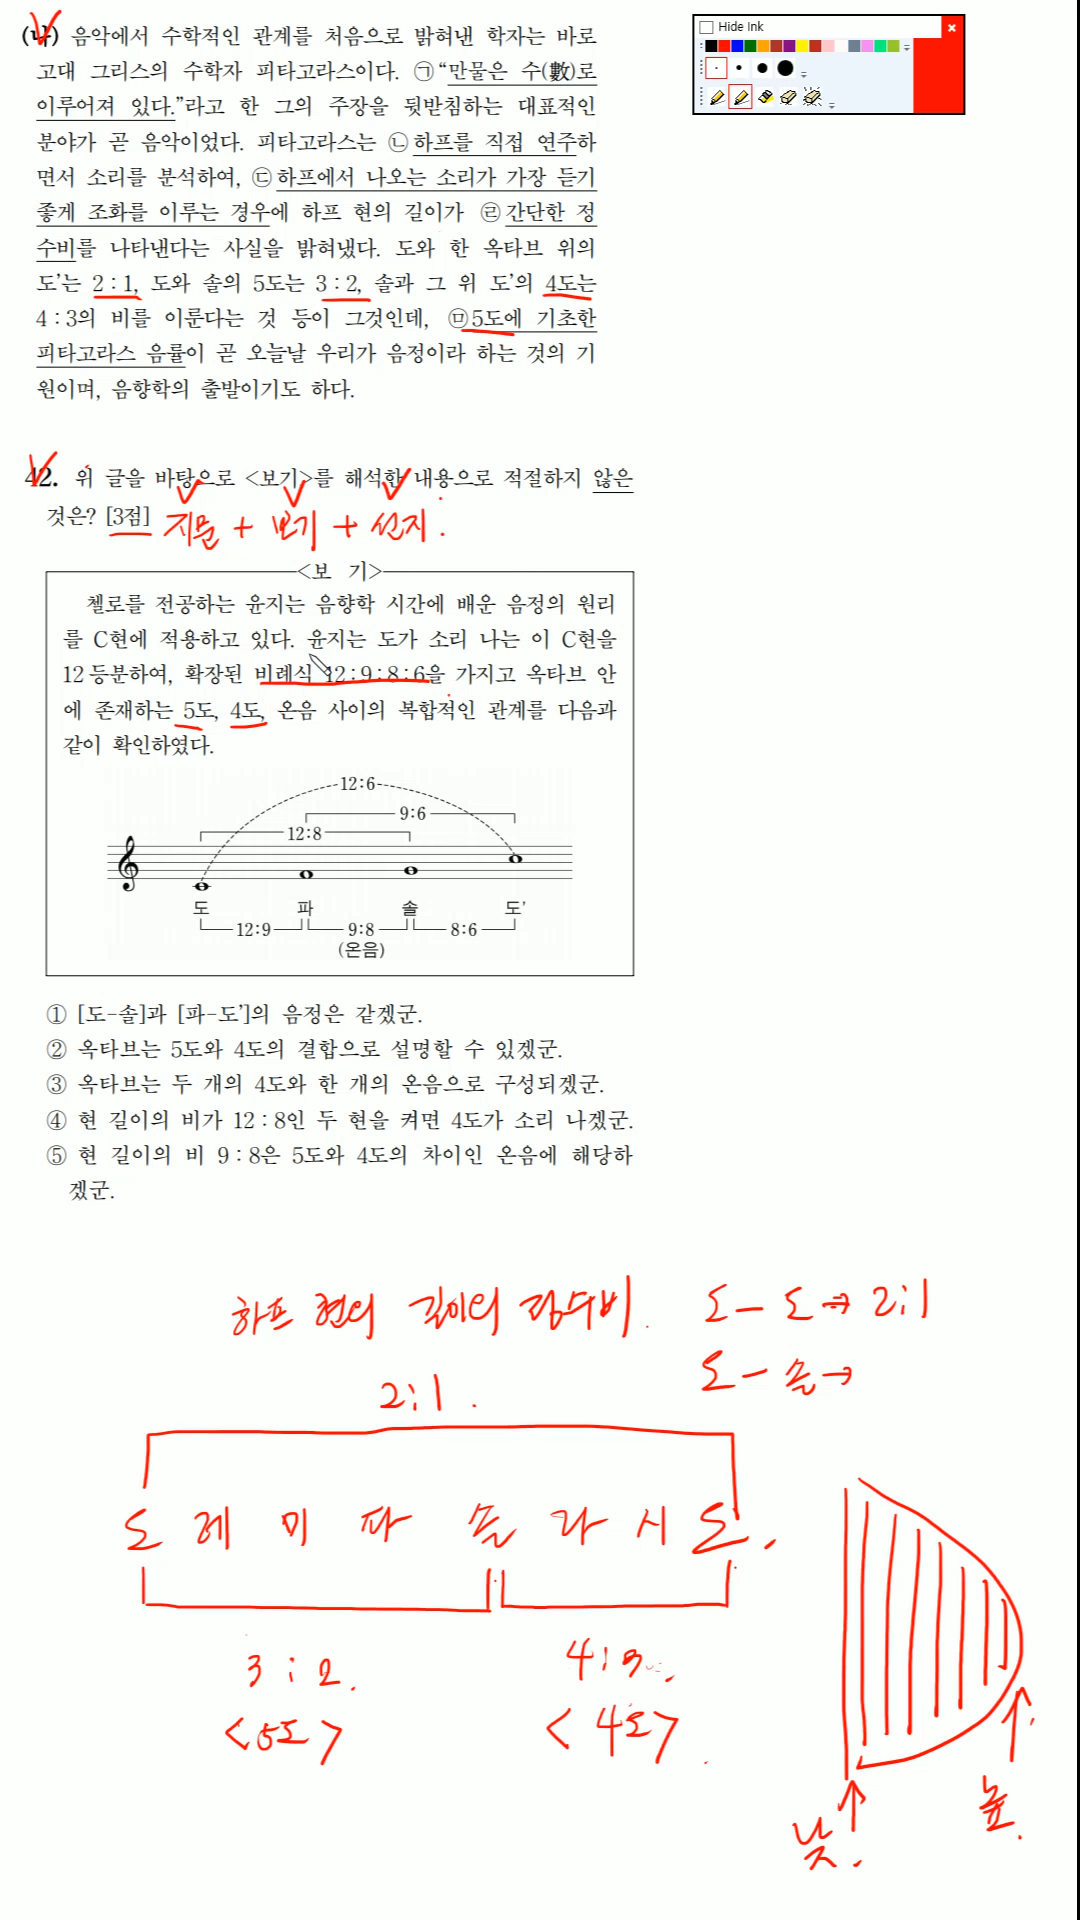 (나) 음악에서 수학적인 관계를 처음으로 밝혀낸 학자는 바로
고대 그리스의 수학자 피타고라스이다. ㉠“만물은 수(數)로
이루어져 있다.”라고 한 그의 주장을 뒷받침하는 대표적인
분야가 곧 음악이었다. 피타고라스는 ㉡하프를 직접 연주하
면서 소리를 분석하여, ㉢하프에서 나오는 소리가 가장 듣기
좋게 조화를 이루는 경우에 하프 현의 길이가 ㉣간단한 정
수비를 나타낸다는 사실을 밝혀냈다. 도와 한 옥타브 위의
도’는 2 : 1, 도와 솔의 5도는 3 : 2, 솔과 그 위 도’의 4도는
4 : 3의 비를 이룬다는 것 등이 그것인데, ㉤5도에 기초한
피타고라스 음률이 곧 오늘날 우리가 음정이라 하는 것의 기
원이며, 음향학의 출발이기도 하다.
Hide Ink
42. 위 글을 바탕으로 <보기>를 해석한 내용으로 적절하지 않은
것은? [3점] 지문 + 보기 + 선지.
<보 기>
첼로를 전공하는 윤지는 음향학 시간에 배운 음정의 원리
를 C현에 적용하고 있다. 윤지는 도가 소리 나는 이 C현을
12등분하여, 확장된 비례식 12 : 9 : 8 : 6을 가지고 옥타브 안
에 존재하는 5도, 4도, 온음 사이의 복합적인 관계를 다음과
같이 확인하였다.
12:6
9:6
12:8
도 파 솔 도'
12:9 9:8 8:6
(온음)
① [도-솔]과 [파-도’]의 음정은 같겠군.
② 옥타브는 5도와 4도의 결합으로 설명할 수 있겠군.
③ 옥타브는 두 개의 4도와 한 개의 온음으로 구성되겠군.
④ 현 길이의 비가 12 : 8인 두 현을 켜면 4도가 소리 나겠군.
⑤ 현 길이의 비 9 : 8은 5도와 4도의 차이인 온음에 해당하
겠군.
하프 현의 길이의 정수비. 도 - 도 → 2:1
도 - 솔 →
2:1.
도 레 미 파 솔 라 시 도.
3 : 2. 4:3.
<5도> <4도>.
높.
낮.